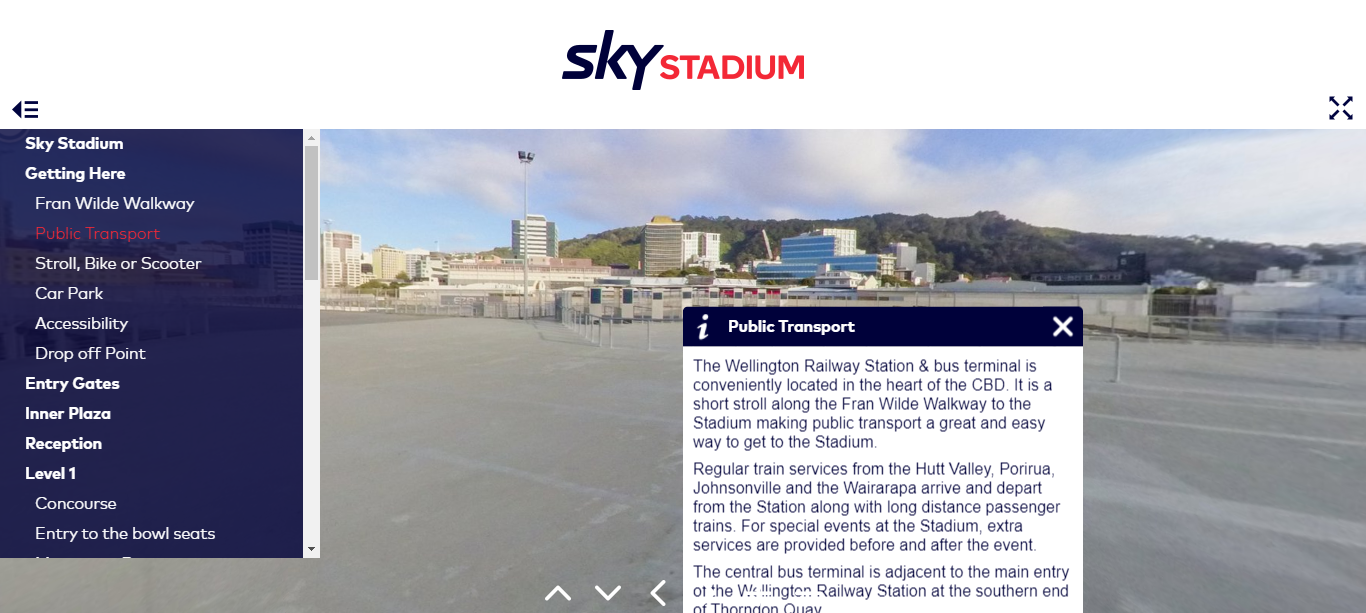 sky STADIUM
Sky Stadium
Getting Here
Fran Wilde Walkway
Public Transport
Stroll, Bike or Scooter
Car Park
Accessibility
Drop off Point
Entry Gates
Inner Plaza
Reception
Level 1
Concourse
Entry to the bowl seats
i Public Transport
The Wellington Railway Station & bus terminal is
conveniently located in the heart of the CBD. It is a
short stroll along the Fran Wilde Walkway to the
Stadium making public transport a great and easy
way to get to the Stadium.
Regular train services from the Hutt Valley, Porirua,
Johnsonville and the Wairarapa arrive and depart
from the Station along with long distance passenger
trains. For special events at the Stadium, extra
services are provided before and after the event.
The central bus terminal is adjacent to the main entry
of the Wellington Railway Station at the southern end
of Thorndon Quay